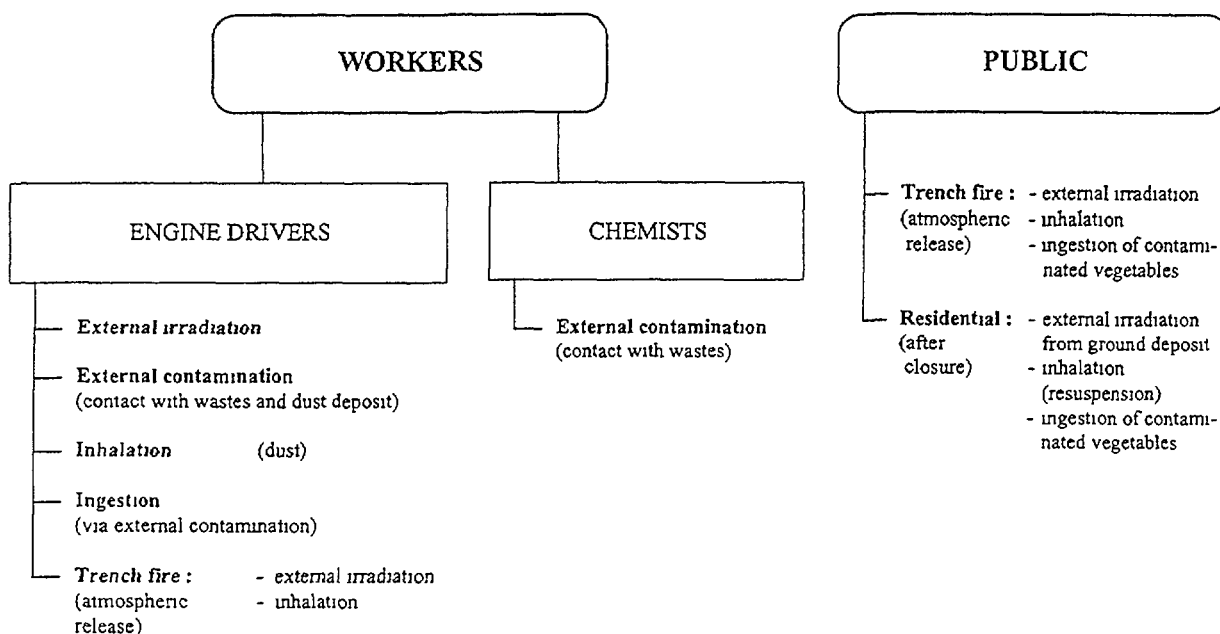 WORKERS
ENGINE DRIVERS
External irradiation
External contamination
(contact with wastes and dust deposit)
Inhalation (dust)
Ingestion
(via external contamination)
Trench fire : - external irradiation
(atmospheric - inhalation
release)
CHEMISTS
External contamination
(contact with wastes)
PUBLIC
Trench fire : - external irradiation
(atmospheric - inhalation
release) - ingestion of contami-
nated vegetables
Residential : - external irradiation
(after from ground deposit
closure) - inhalation
(resuspension)
- ingestion of contami-
nated vegetables